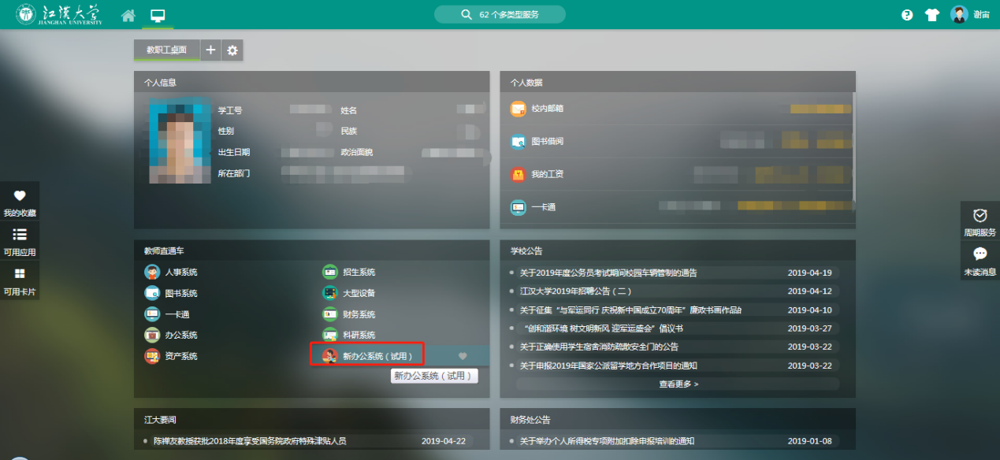 江汉大学
JIANGHAN UNIVERSITY
62 个多类型服务
谢宙
教职工桌面
个人信息
学工号 姓名
性别 民族
出生日期 政治面貌
所在部门
个人数据
校内邮箱
图书借阅
我的工资
一卡通
我的收藏
可用应用
可用卡片
周期服务
未读消息
教师直通车
人事系统 招生系统
图书系统 大型设备
一卡通 财务系统
办公系统 科研系统
资产系统 新办公系统（试用）
新办公系统（试用）
学校公告
关于2019年度公务员考试期间校园车辆管制的通告 2019-04-19
江汉大学2019年招聘公告（二） 2019-04-12
关于征集“与军运同行 庆祝新中国成立70周年”廉政书画作品的 2019-04-10
“创和谐环境 树文明新风 迎军运盛会”倡议书 2019-03-27
关于正确使用学生宿舍消防疏散安全门的公告 2019-03-22
关于申报2019年国家公派留学地方合作项目的通知 2019-03-22
查看更多 >
江大要闻
陈禅友教授获批2018年度享受国务院政府特殊津贴人员 2019-04-22
财务处公告
关于举办个人所得税专项附加扣除申报培训的通知 2019-01-08